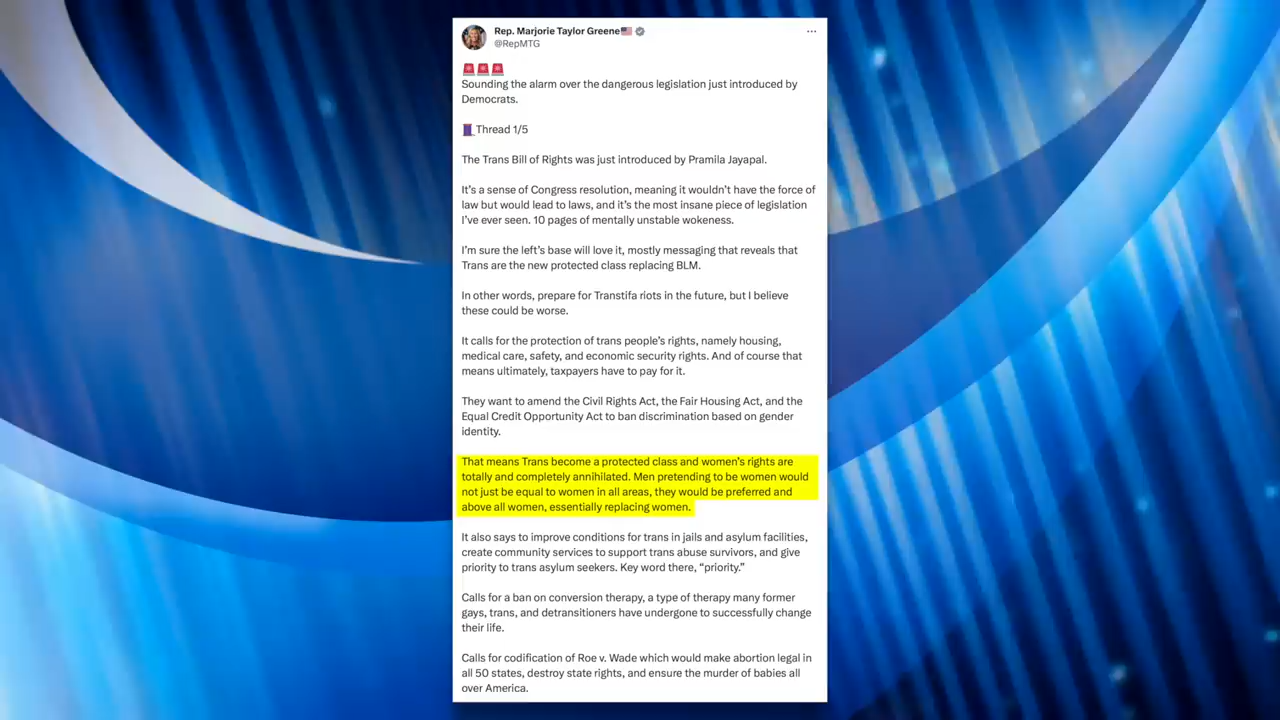 Rep. Marjorie Taylor Greene🇺🇸
@RepMTG
🚨🚨🚨
Sounding the alarm over the dangerous legislation just introduced by
Democrats.
🧵Thread 1/5
The Trans Bill of Rights was just introduced by Pramila Jayapal.
It's a sense of Congress resolution, meaning it wouldn't have the force of
law but would lead to laws, and it's the most insane piece of legislation
I've ever seen. 10 pages of mentally unstable wokeness.
I'm sure the left's base will love it, mostly messaging that reveals that
Trans are the new protected class replacing BLM.
In other words, prepare for Transtifa riots in the future, but I believe
these could be worse.
It calls for the protection of trans people's rights, namely housing,
medical care, safety, and economic security rights. And of course that
means ultimately, taxpayers have to pay for it.
They want to amend the Civil Rights Act, the Fair Housing Act, and the
Equal Credit Opportunity Act to ban discrimination based on gender
identity.
That means Trans become a protected class and women's rights are
totally and completely annihilated. Men pretending to be women would
not just be equal to women in all areas, they would be preferred and
above all women, essentially replacing women.
It also says to improve conditions for trans in jails and asylum facilities,
create community services to support trans abuse survivors, and give
priority to trans asylum seekers. Key word there, “priority.”
Calls for a ban on conversion therapy, a type of therapy many former
gays, trans, and detransitioners have undergone to successfully change
their life.
Calls for codification of Roe v. Wade which would make abortion legal in
all 50 states, destroy state rights, and ensure the murder of babies all
over America.